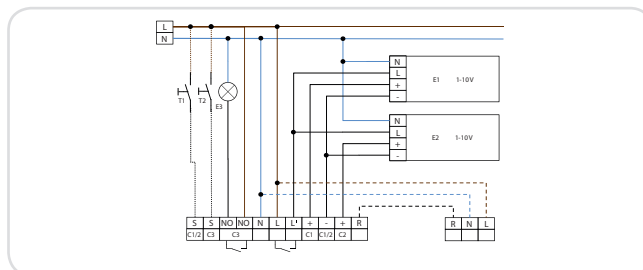 L
N
N
L
+
-
E1 1-10V
T1
T2
E3
N
L
+
-
E2 1-10V
S S NO NO N L L' + - + R
C1/2 C3 C3 C1 C1/2 C2
R N L